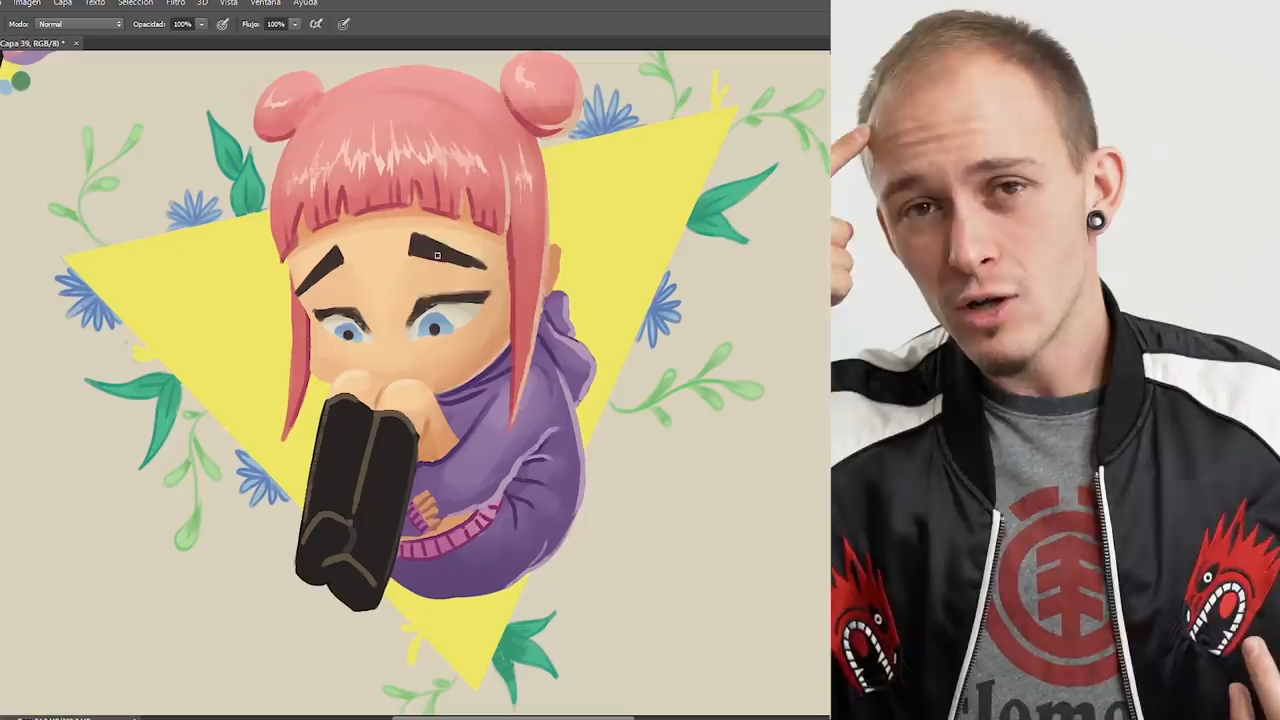 Imagen Capa Texto Selección Filtro 3D Vista Ventana Ayuda
Modo: Normal Opacidad: 100% Flujo: 100%
Capa 39, RGB/8) * ×